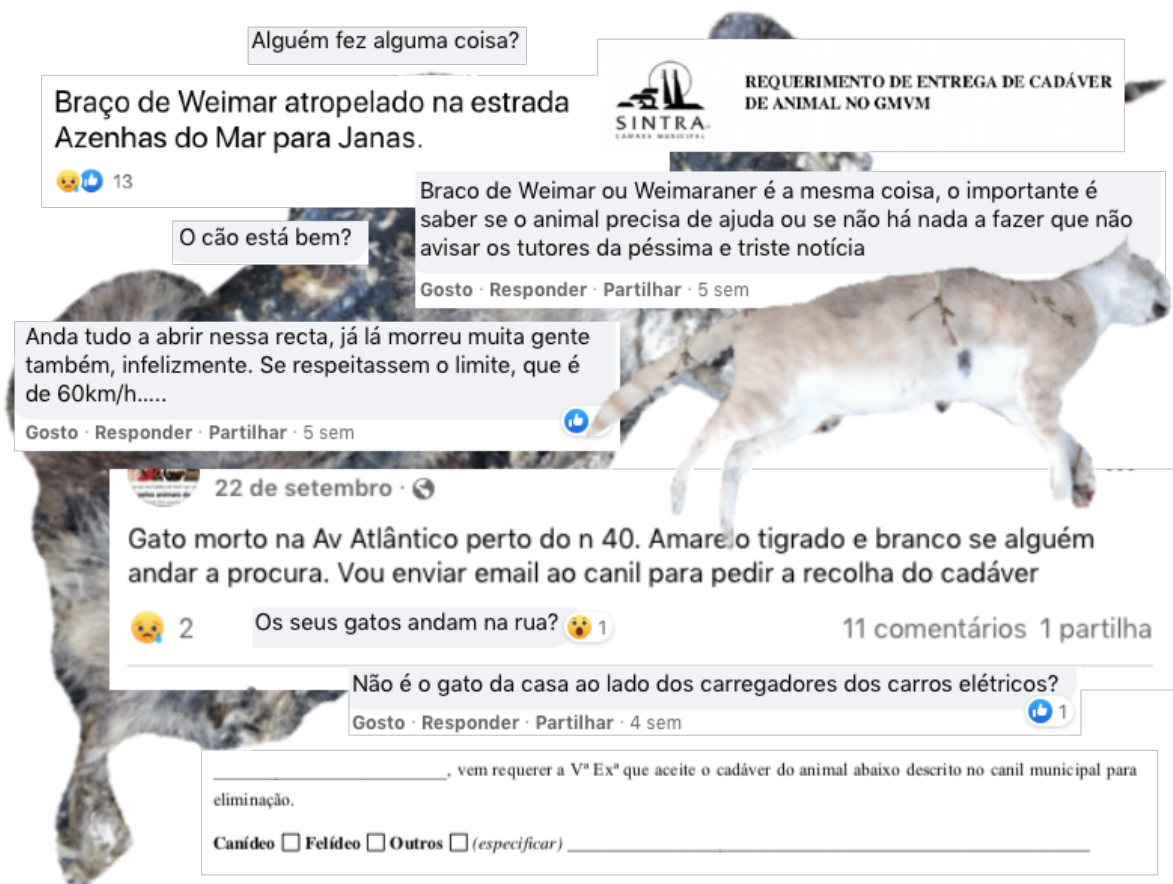 Alguém fez alguma coisa?
Braço de Weimar atropelado na estrada
Azenhas do Mar para Janas.
13
SINTRA
CÂMARA MUNICIPAL
REQUERIMENTO DE ENTREGA DE CADÁVER
DE ANIMAL NO GMVM
Braco de Weimar ou Weimaraner é a mesma coisa, o importante é
saber se o animal precisa de ajuda ou se não há nada a fazer que não
avisar os tutores da péssima e triste notícia
Gosto · Responder · Partilhar · 5 sem
O cão está bem?
Anda tudo a abrir nessa recta, já lá morreu muita gente
também, infelizmente. Se respeitassem o limite, que é
de 60km/h.....
Gosto · Responder · Partilhar · 5 sem
22 de setembro ·
Gato morto na Av Atlântico perto do n 40. Amarelo tigrado e branco se alguém
andar a procura. Vou enviar email ao canil para pedir a recolha do cadáver
2
Os seus gatos andam na rua?
1
11 comentários 1 partilha
Não é o gato da casa ao lado dos carregadores dos carros elétricos?
1
Gosto · Responder · Partilhar · 4 sem
____________________, vem requerer a Vª Exª que aceite o cadáver do animal abaixo descrito no canil municipal para
eliminação.
Canídeo ☐ Felídeo ☐ Outros ☐ (especificar) ____________________